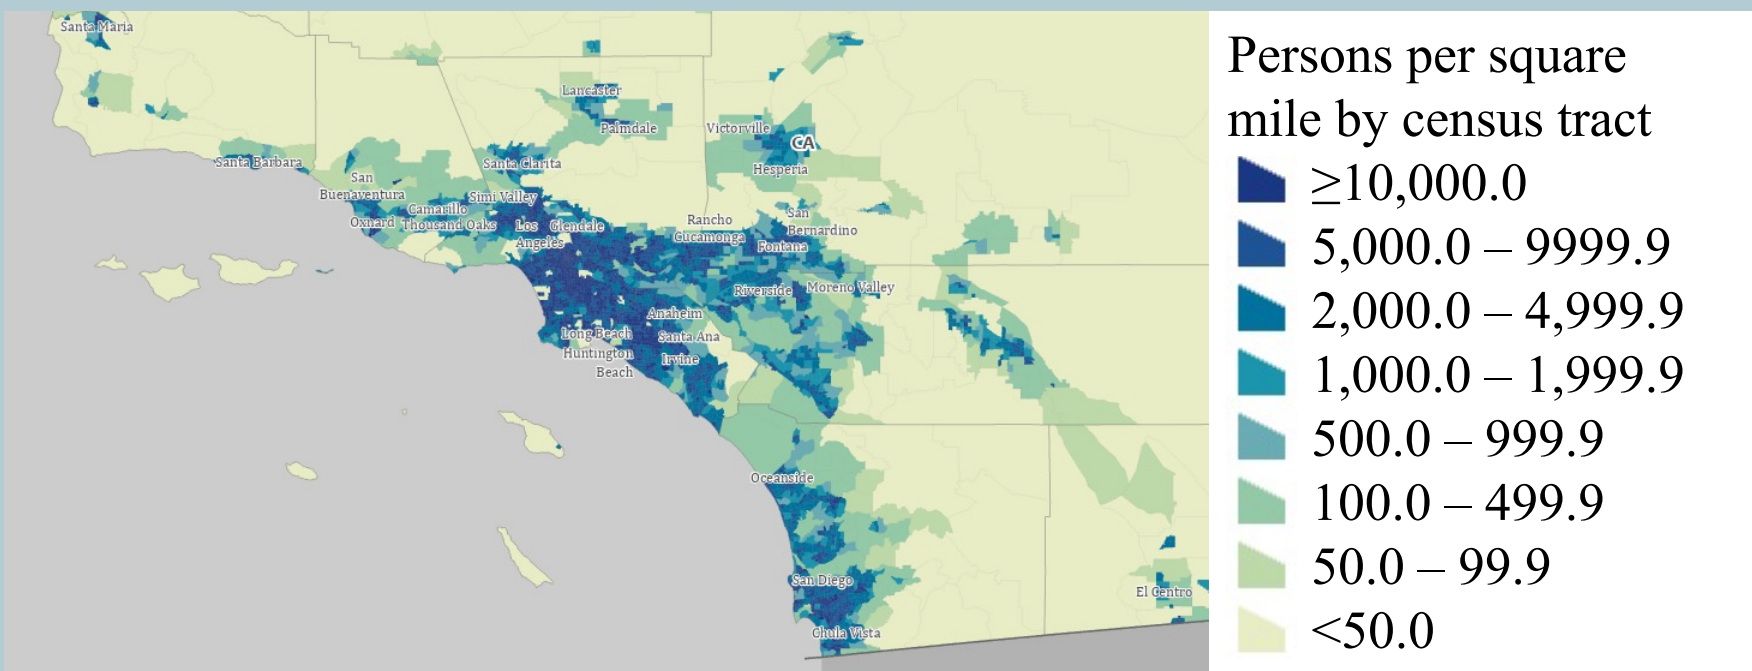 Santa Maria
Lancaster
Palmdale
Victorville
CA
Hesperia
Santa Barbara
Santa Clarita
San
Buenaventura
Simi Valley
Oxnard
Camarillo
Thousand Oaks
Los
Angeles
Glendale
Rancho
Cucamonga
San
Bernardino
Fontana
Riverside
Moreno Valley
Anaheim
Long Beach
Santa Ana
Huntington
Beach
Irvine
Oceanside
San Diego
El Centro
Chula Vista
Persons per square
mile by census tract
≥10,000.0
5,000.0 – 9999.9
2,000.0 – 4,999.9
1,000.0 – 1,999.9
500.0 – 999.9
100.0 – 499.9
50.0 – 99.9
<50.0